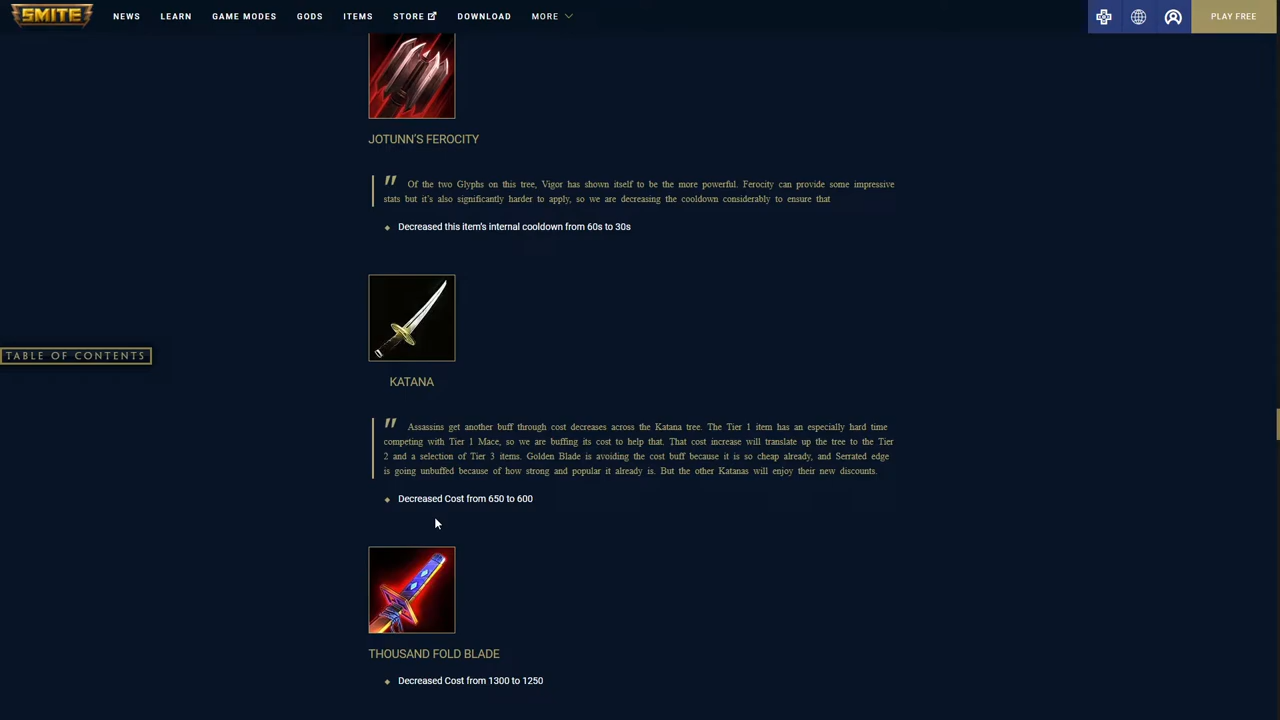 SMITE
NEWS LEARN GAME MODES GODS ITEMS STORE DOWNLOAD MORE PLAY FREE
JOTUNN'S FEROCITY
" Of the two Glyphs on this tree, Vigor has shown itself to be the more powerful. Ferocity can provide some impressive
stats but it's also significantly harder to apply, so we are decreasing the cooldown considerably to ensure that
Decreased this item's internal cooldown from 60s to 30s
TABLE OF CONTENTS
KATANA
" Assassins get another buff through cost decreases across the Katana tree. The Tier 1 item has an especially hard time
competing with Tier 1 Mace, so we are buffing its cost to help that. That cost increase will translate up the tree to the Tier
2 and a selection of Tier 3 items. Golden Blade is avoiding the cost buff because it is so cheap already, and Serrated edge
is going unbuffed because of how strong and popular it already is. But the other Katanas will enjoy their new discounts.
Decreased Cost from 650 to 600
THOUSAND FOLD BLADE
Decreased Cost from 1300 to 1250